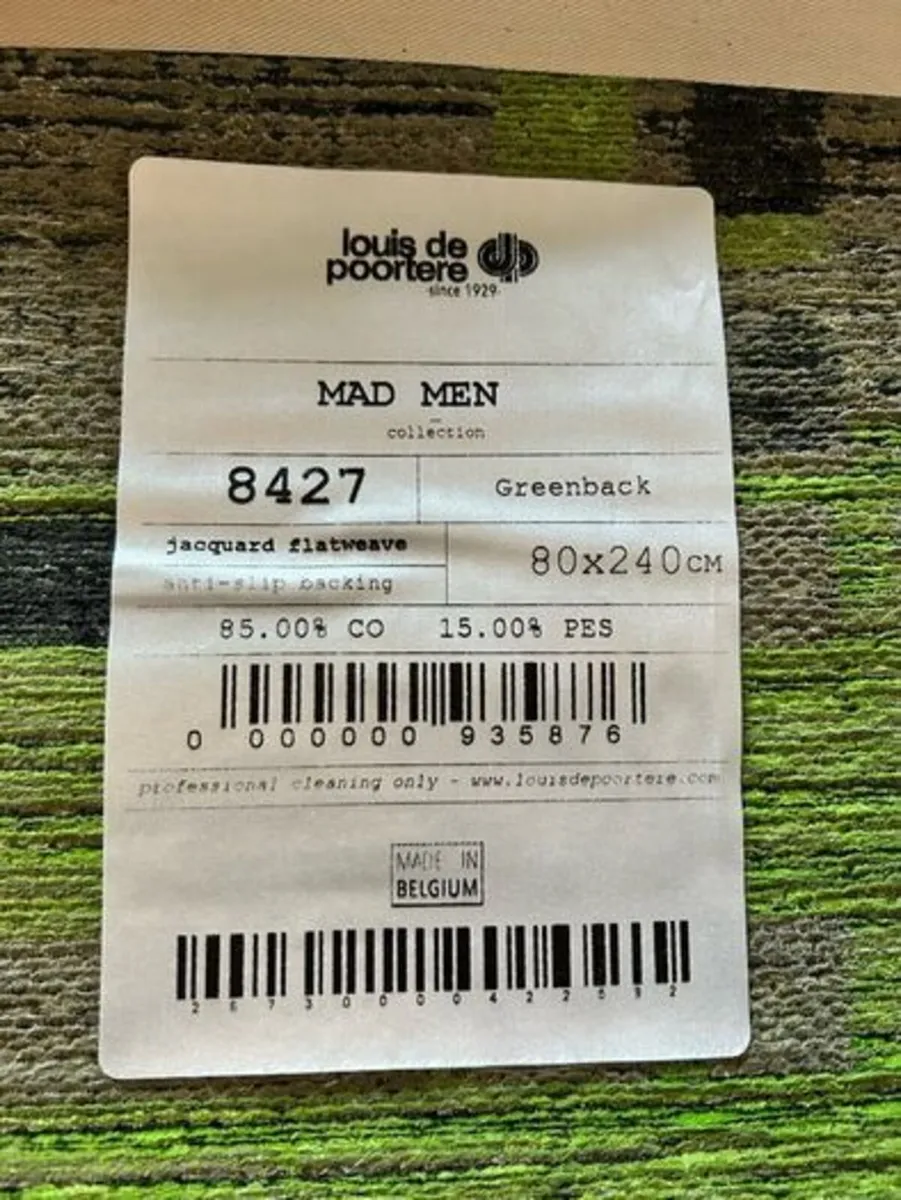 louis de
poortere
since 1929
MAD MEN
collection
8427
Greenback
jacquard flatweave
anti-slip backing
80x240CM
85.00% CO 15.00% PES
0 000000 935876
professional cleaning only - www.louisdepoortere.com
MADE IN
BELGIUM